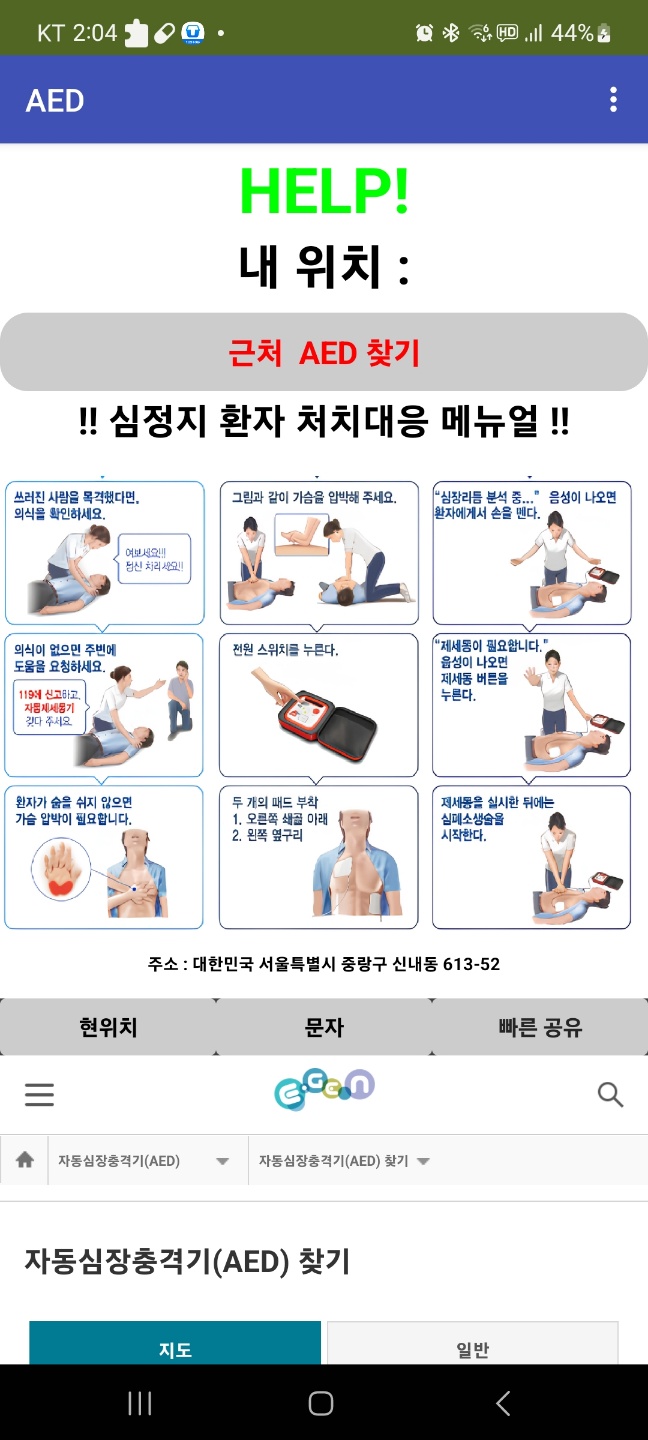 KT 2:04
HD 44%
AED
HELP!
내 위치 :
근처 AED 찾기
!! 심정지 환자 처치대응 메뉴얼 !!
쓰러진 사람을 목격했다면,
의식을 확인하세요.
여보세요!!!
정신 차리세요!!
그림과 같이 가슴을 압박해 주세요.
"심장리듬 분석 중..." 음성이 나오면
환자에게서 손을 뗀다.
의식이 없으면 주변에
도움을 요청하세요.
119에 신고하고,
자동제세동기
갖다 주세요.
전원 스위치를 누른다.
"제세동이 필요합니다."
음성이 나오면
제세동 버튼을
누른다.
환자가 숨을 쉬지 않으면
가슴 압박이 필요합니다.
두 개의 패드 부착
1. 오른쪽 쇄골 아래
2. 왼쪽 옆구리
제세동을 실시한 뒤에는
심폐소생술을
시작한다.
주소 : 대한민국 서울특별시 중랑구 신내동 613-52
현위치 문자 빠른 공유
E-Gen
자동심장충격기(AED) 자동심장충격기(AED) 찾기
자동심장충격기(AED) 찾기
지도 일반